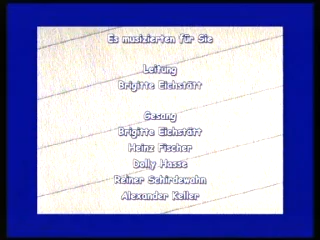 Es musizierten für Sie
Leitung
Brigitte Eichstätt
Gesang
Brigitte Eichstätt
Heinz Fischer
Dolly Hasse
Reiner Schirdewahn
Alexander Keller